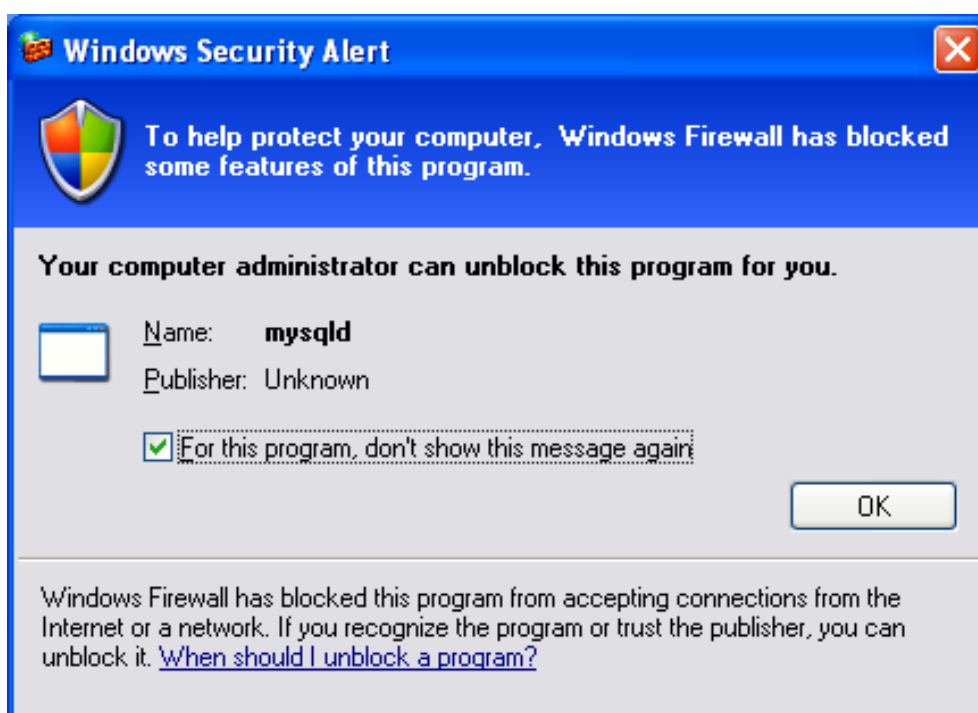 Windows Security Alert
To help protect your computer, Windows Firewall has blocked
some features of this program.
Your computer administrator can unblock this program for you.
Name: mysqld
Publisher: Unknown
For this program, don't show this message again
OK
Windows Firewall has blocked this program from accepting connections from the
Internet or a network. If you recognize the program or trust the publisher, you can
unblock it. When should I unblock a program?